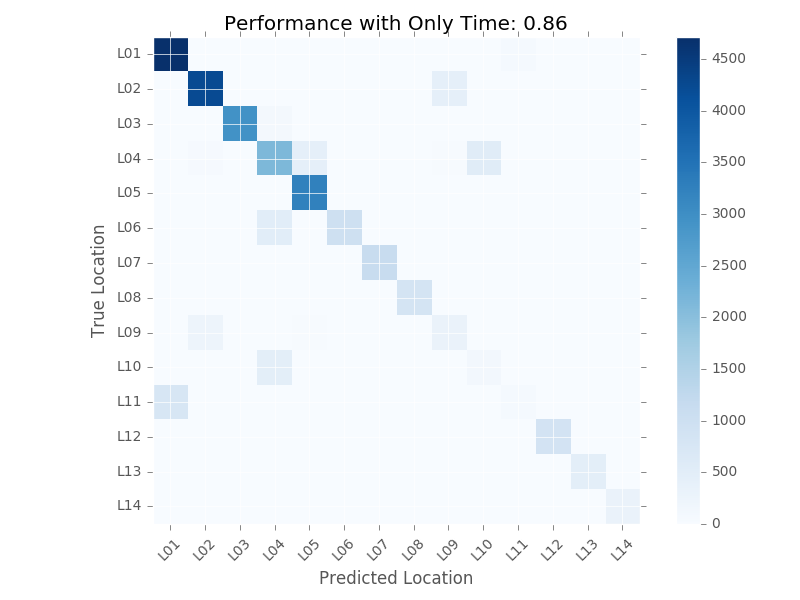 Performance with Only Time: 0.86
True Location
L01
L02
L03
L04
L05
L06
L07
L08
L09
L10
L11
L12
L13
L14
L01 L02 L03 L04 L05 L06 L07 L08 L09 L10 L11 L12 L13 L14
Predicted Location
4500
4000
3500
3000
2500
2000
1500
1000
500
0